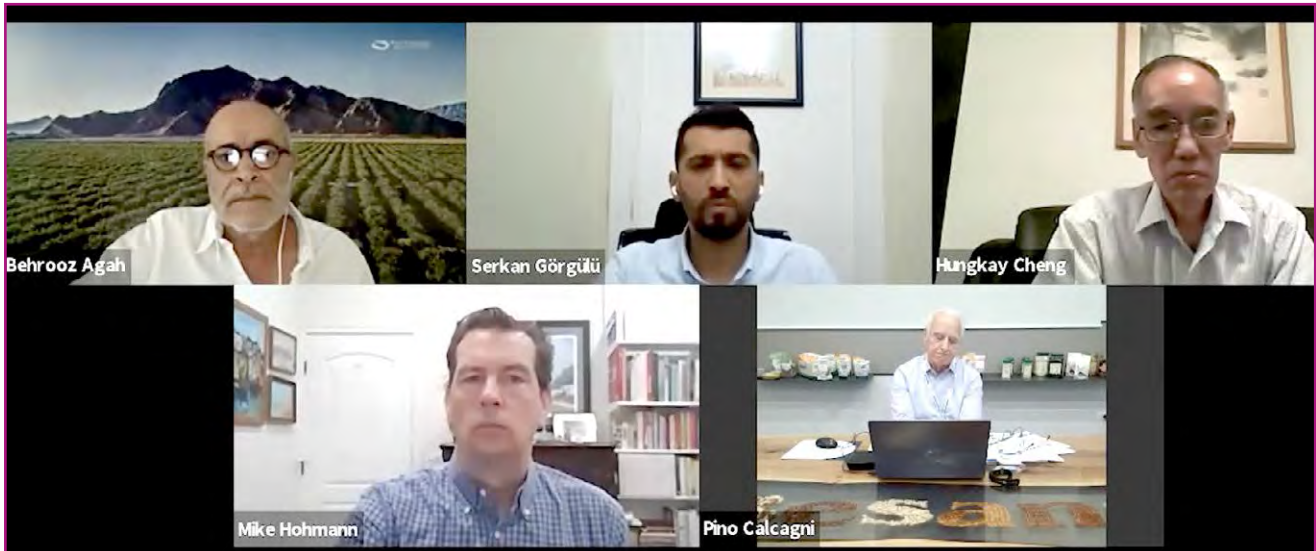 Behrooz Agah
Serkan Görgülü
Hungkay Cheng
Mike Hohmann
Pino Calcagni